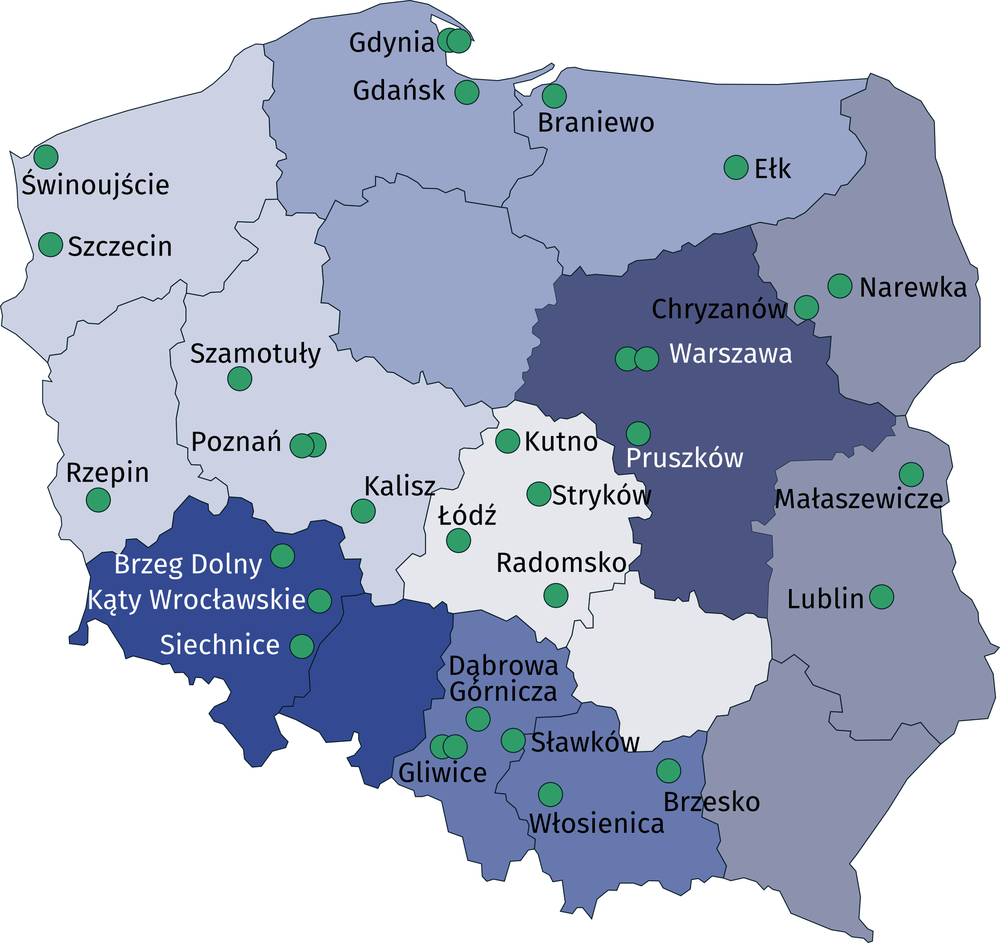 Gdynia
Gdańsk
Braniewo
Ełk
Świnoujście
Szczecin
Narewka
Chryzanów
Szamotuły
Warszawa
Poznań
Kutno
Pruszków
Rzepin
Kalisz
Stryków
Małaszewicze
Łódź
Brzeg Dolny
Radomsko
Kąty Wrocławskie
Lublin
Siechnice
Dąbrowa
Górnicza
Sławków
Gliwice
Brzesko
Włosienica